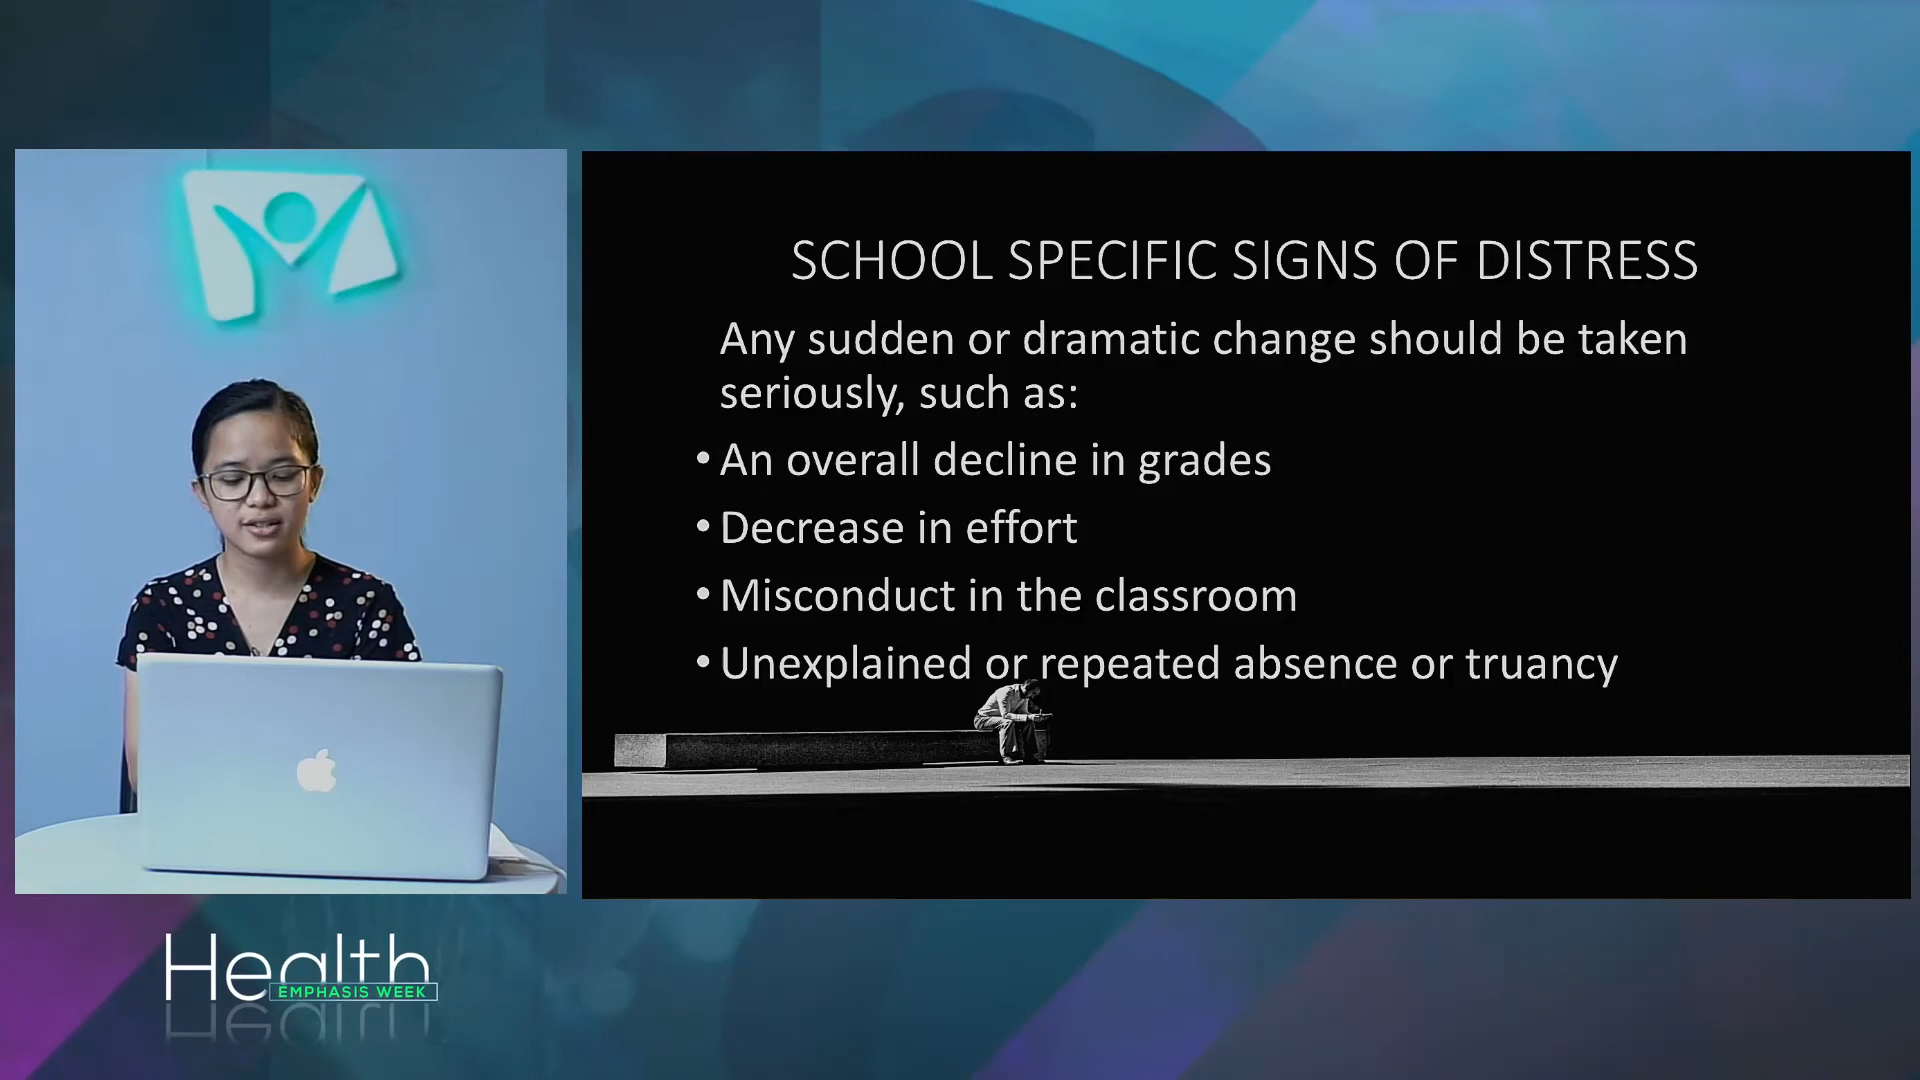 SCHOOL SPECIFIC SIGNS OF DISTRESS
Any sudden or dramatic change should be taken
seriously, such as:
• An overall decline in grades
• Decrease in effort
• Misconduct in the classroom
• Unexplained or repeated absence or truancy
Health
EMPHASIS WEEK